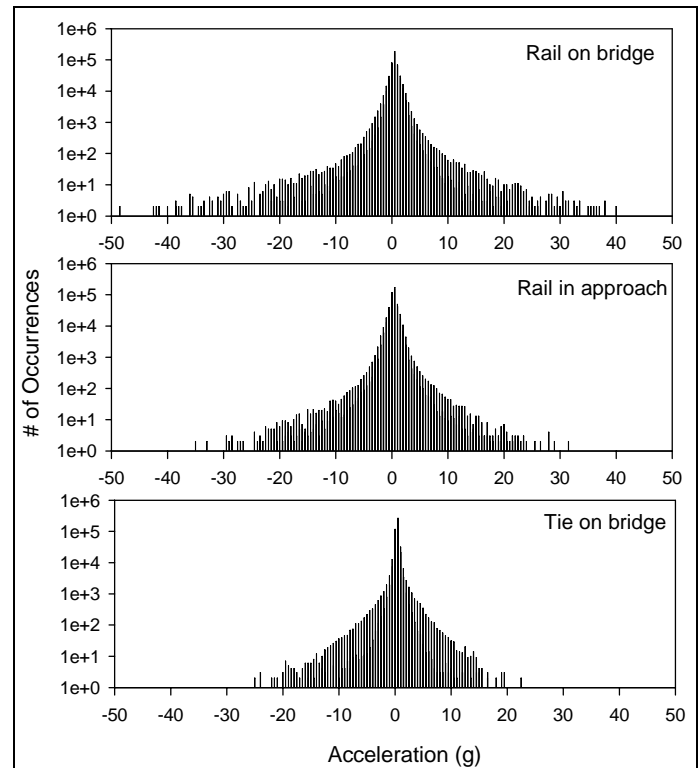 # of Occurrences
1e+6
1e+5
1e+4
1e+3
1e+2
1e+1
1e+0
Rail on bridge
-50 -40 -30 -20 -10 0 10 20 30 40 50
1e+6
1e+5
1e+4
1e+3
1e+2
1e+1
1e+0
Rail in approach
-50 -40 -30 -20 -10 0 10 20 30 40 50
1e+6
1e+5
1e+4
1e+3
1e+2
1e+1
1e+0
Tie on bridge
-50 -40 -30 -20 -10 0 10 20 30 40 50
Acceleration (g)